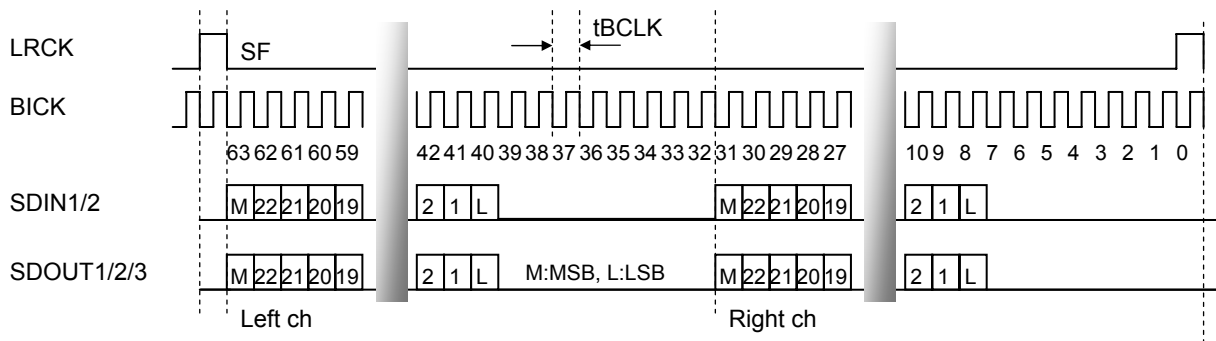 tBCLK
LRCK SF
BICK
63 62 61 60 59 42 41 40 39 38 37 36 35 34 33 32 31 30 29 28 27 10 9 8 7 6 5 4 3 2 1 0
SDIN1/2 M 22 21 20 19 2 1 L M 22 21 20 19 2 1 L
SDOUT1/2/3 M 22 21 20 19 2 1 L M:MSB, L:LSB M 22 21 20 19 2 1 L
Left ch Right ch